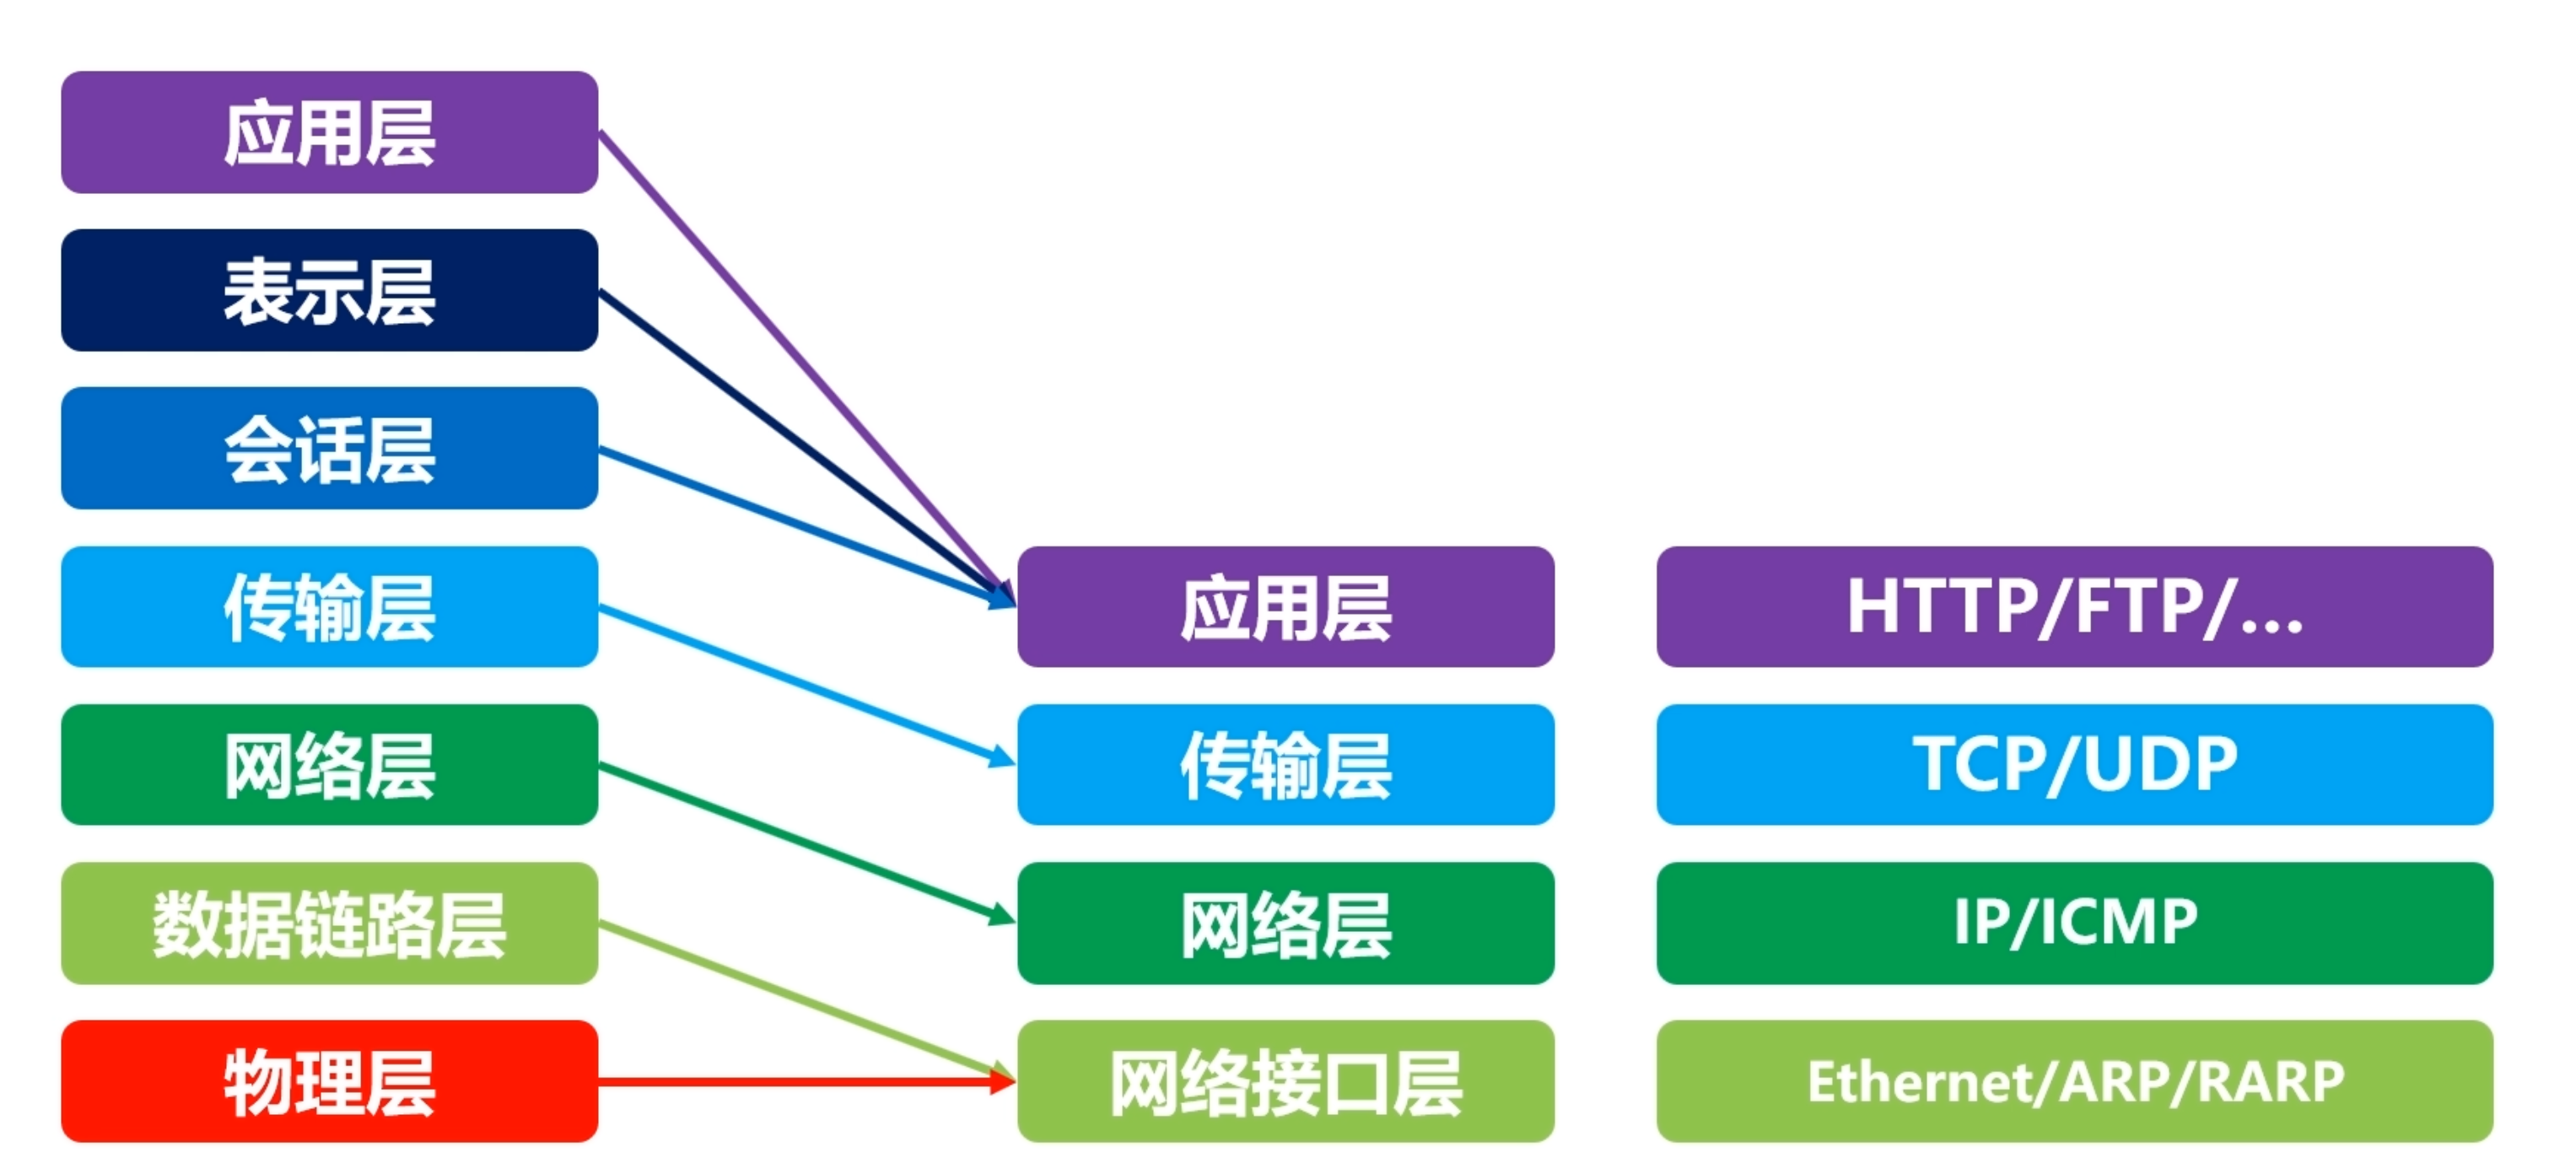 应用层
表示层
会话层
传输层
网络层
数据链路层
物理层
应用层
传输层
网络层
网络接口层
HTTP/FTP/...
TCP/UDP
IP/ICMP
Ethernet/ARP/RARP